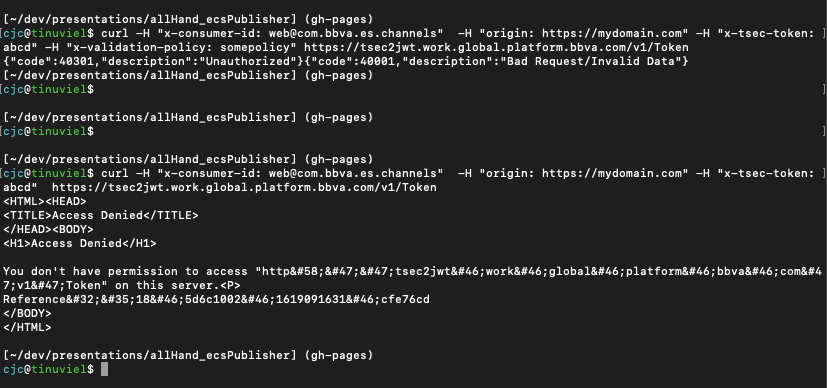 [~/dev/presentations/allHand_ecsPublisher] (gh-pages)
[cjc@tinuviel$ curl -H "x-consumer-id: web@com.bbva.es.channels"  -H "origin: https://mydomain.com" -H "x-tsec-token: ]
abcd" -H "x-validation-policy: somepolicy" https://tsec2jwt.work.global.platform.bbva.com/v1/Token
{"code":40301,"description":"Unauthorized"}{"code":40001,"description":"Bad Request/Invalid Data"}
[~/dev/presentations/allHand_ecsPublisher] (gh-pages)
[cjc@tinuviel$ ]
[~/dev/presentations/allHand_ecsPublisher] (gh-pages)
[cjc@tinuviel$ ]
[~/dev/presentations/allHand_ecsPublisher] (gh-pages)
[cjc@tinuviel$ curl -H "x-consumer-id: web@com.bbva.es.channels"  -H "origin: https://mydomain.com" -H "x-tsec-token: ]
abcd"  https://tsec2jwt.work.global.platform.bbva.com/v1/Token
<HTML><HEAD>
<TITLE>Access Denied</TITLE>
</HEAD><BODY>
<H1>Access Denied</H1>
You don't have permission to access "http&#58;&#47;&#47;tsec2jwt&#46;work&#46;global&#46;platform&#46;bbva&#46;com&#4
7;v1&#47;Token" on this server.<P>
Reference&#32;&#35;18&#46;5d6c1002&#46;1619091631&#46;cfe76cd
</BODY>
</HTML>
[~/dev/presentations/allHand_ecsPublisher] (gh-pages)
cjc@tinuviel$